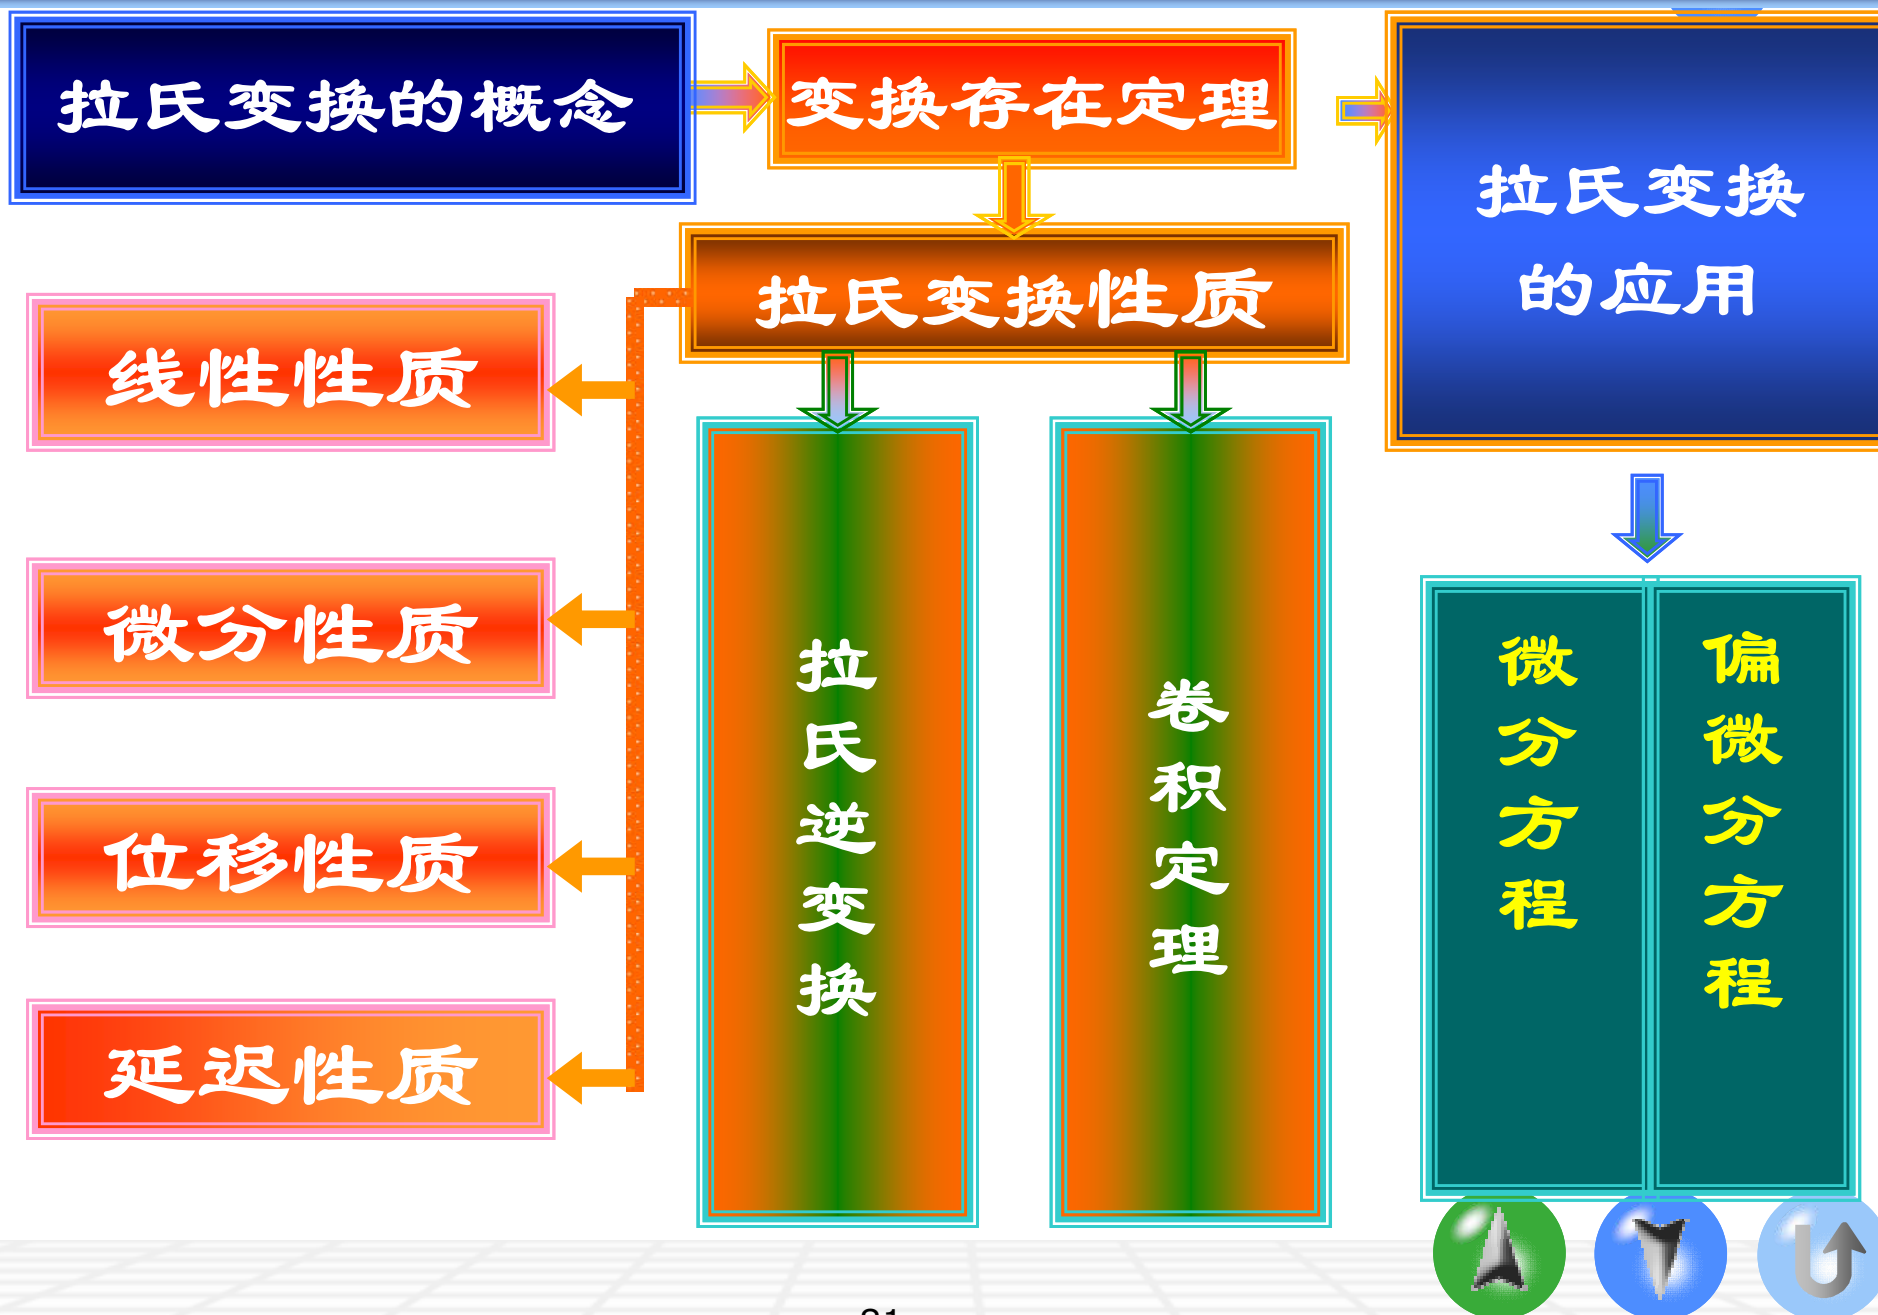 拉氏变换的概念
变换存在定理
拉氏变换
的应用
拉氏变换性质
线性性质
微分性质
位移性质
延迟性质
拉氏逆变换
卷积定理
微分方程
偏微分方程